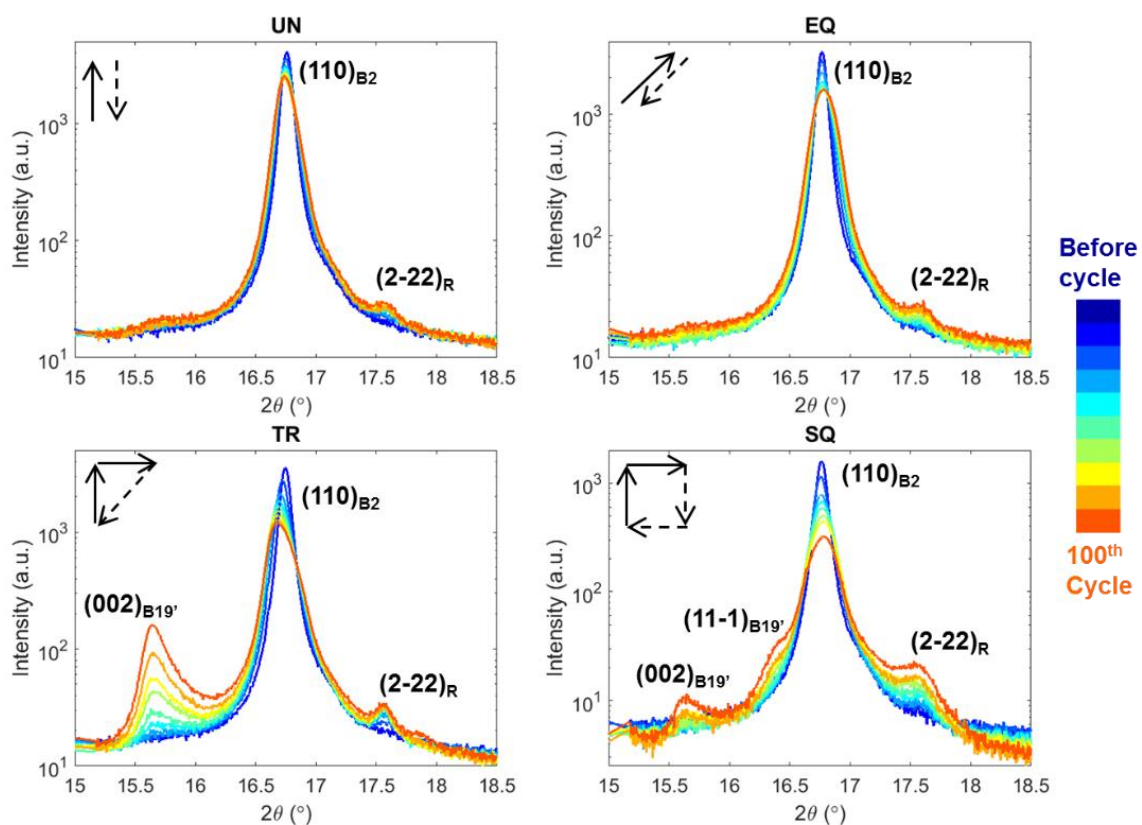 UN
(110)B2
(2-22)R
10^3
10^2
10^1
Intensity (a.u.)
15 15.5 16 16.5 17 17.5 18 18.5
2θ (°)
EQ
(110)B2
(2-22)R
10^3
10^2
10^1
Intensity (a.u.)
15 15.5 16 16.5 17 17.5 18 18.5
2θ (°)
TR
(110)B2
(002)B19'
(2-22)R
10^3
10^2
10^1
Intensity (a.u.)
15 15.5 16 16.5 17 17.5 18 18.5
2θ (°)
SQ
(110)B2
(11-1)B19'
(002)B19'
(2-22)R
10^3
10^2
10^1
Intensity (a.u.)
15 15.5 16 16.5 17 17.5 18 18.5
2θ (°)
Before
cycle
100th
Cycle